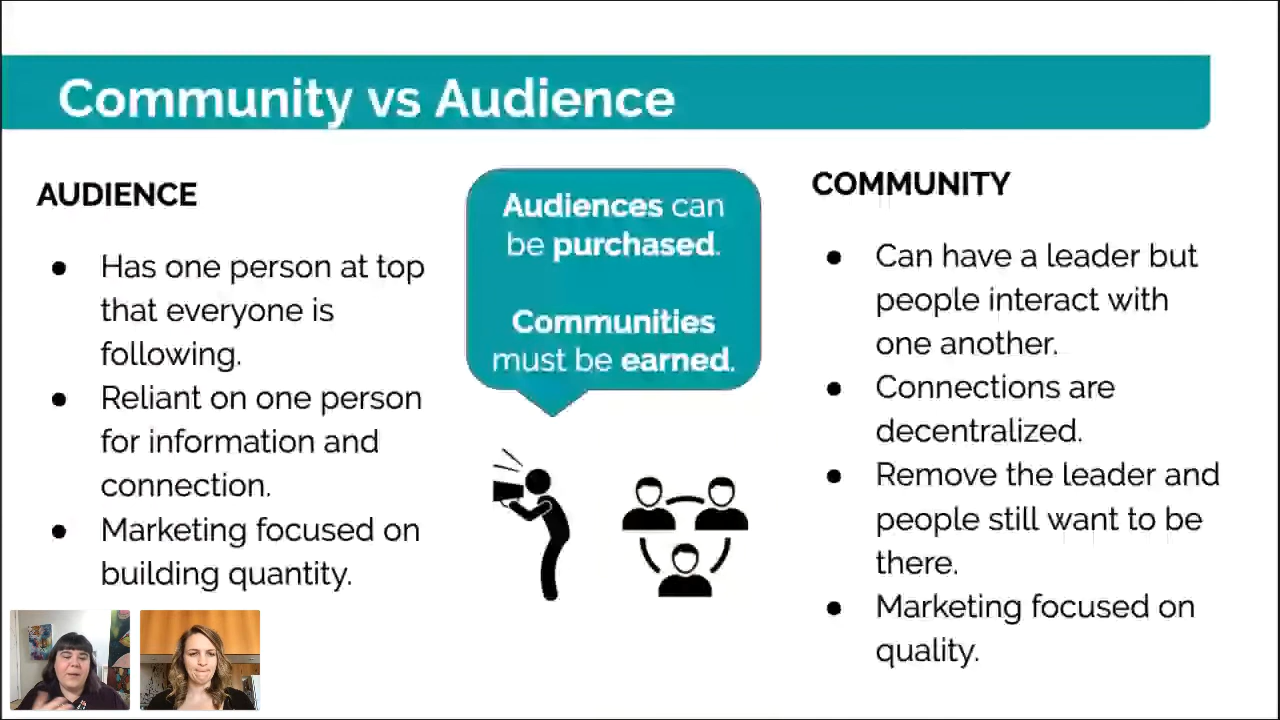 Community vs Audience
AUDIENCE
● Has one person at top
that everyone is
following.
● Reliant on one person
for information and
connection.
● Marketing focused on
building quantity.
Audiences can
be purchased.
Communities
must be earned.
COMMUNITY
● Can have a leader but
people interact with
one another.
● Connections are
decentralized.
● Remove the leader and
people still want to be
there.
● Marketing focused on
quality.